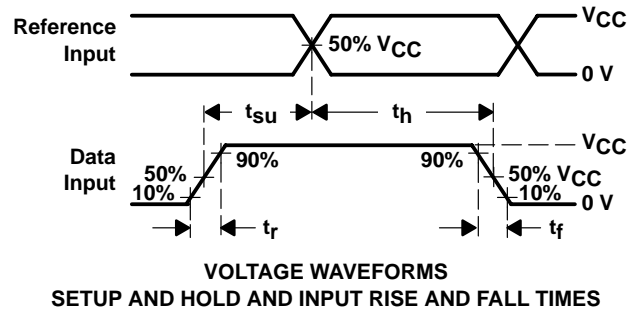 Reference
Input
VCC
50% VCC
0 V
tsu
th
Data
Input
VCC
50%
90%
90%
50% VCC
10%
10%
0 V
tr
tf
VOLTAGE WAVEFORMS
SETUP AND HOLD AND INPUT RISE AND FALL TIMES